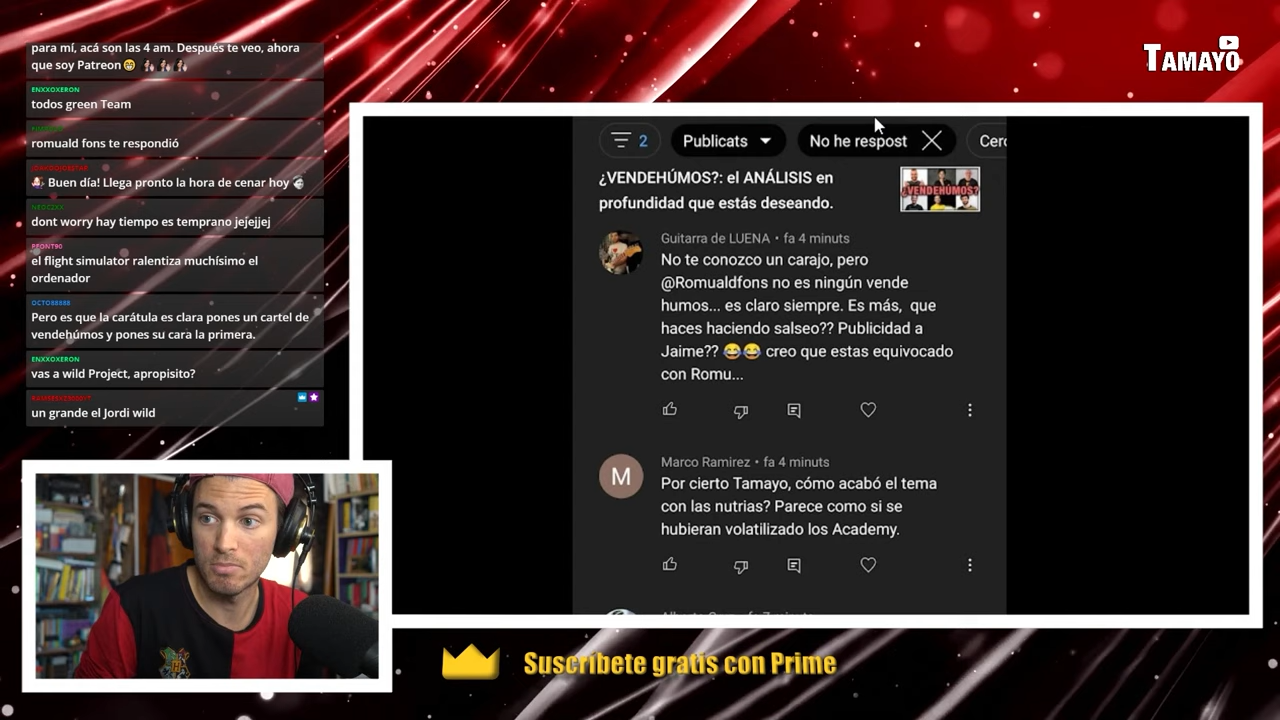 TAMAYO
para mí, acá son las 4 am. Después te veo, ahora
que soy Patreon
ENXXOXERON
todos green Team
romuald fons te respondió
Buen día! Llega pronto la hora de cenar hoy
dont worry hay tiempo es temprano jejejjej
FFONT90
el flight simulator ralentiza muchísimo el
ordenador
OCTO88888
Pero es que la carátula es clara pones un cartel de
vendehúmos y pones su cara la primera.
ENXXOXERON
vas a wild Project, apropisito?
un grande el Jordi wild
2
Publicats
No he respost
Cerc
¿VENDEHÚMOS?: el ANÁLISIS en
profundidad que estás deseando.
¿VENDEHÚMOS?
Guitarra de LUENA • fa 4 minuts
No te conozco un carajo, pero
@Romualdfons no es ningún vende
humos... es claro siempre. Es más, que
haces haciendo salseo?? Publicidad a
Jaime?? 😂😂 creo que estas equivocado
con Romu...
M
Marco Ramirez • fa 4 minuts
Por cierto Tamayo, cómo acabó el tema
con las nutrias? Parece como si se
hubieran volatilizado los Academy.
Suscríbete gratis con Prime